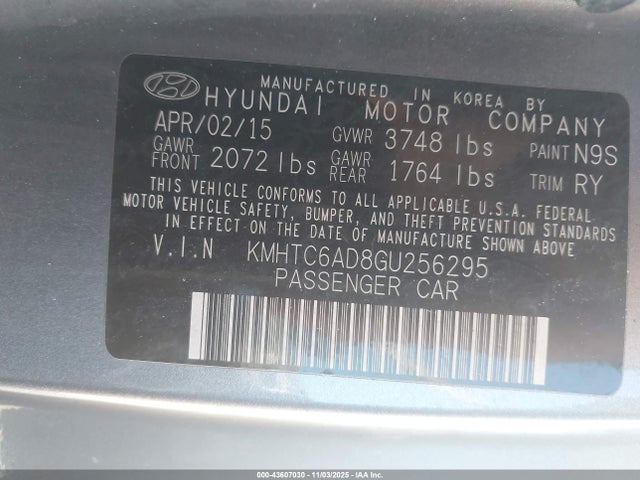 MANUFACTURED IN KOREA BY
HYUNDAI MOTOR COMPANY
APR/02/15 GVWR 3748 lbs PAINT N9S
GAWR FRONT 2072 lbs GAWR REAR 1764 lbs TRIM RY
THIS VEHICLE CONFORMS TO ALL APPLICABLE U.S.A. FEDERAL
MOTOR VEHICLE SAFETY, BUMPER, AND THEFT PREVENTION STANDARDS
IN EFFECT ON THE DATE OF MANUFACTURE SHOWN ABOVE
V.I.N KMHTC6AD8GU256295
PASSENGER CAR
000-43607030 - 11/03/2025 - IAA Inc.